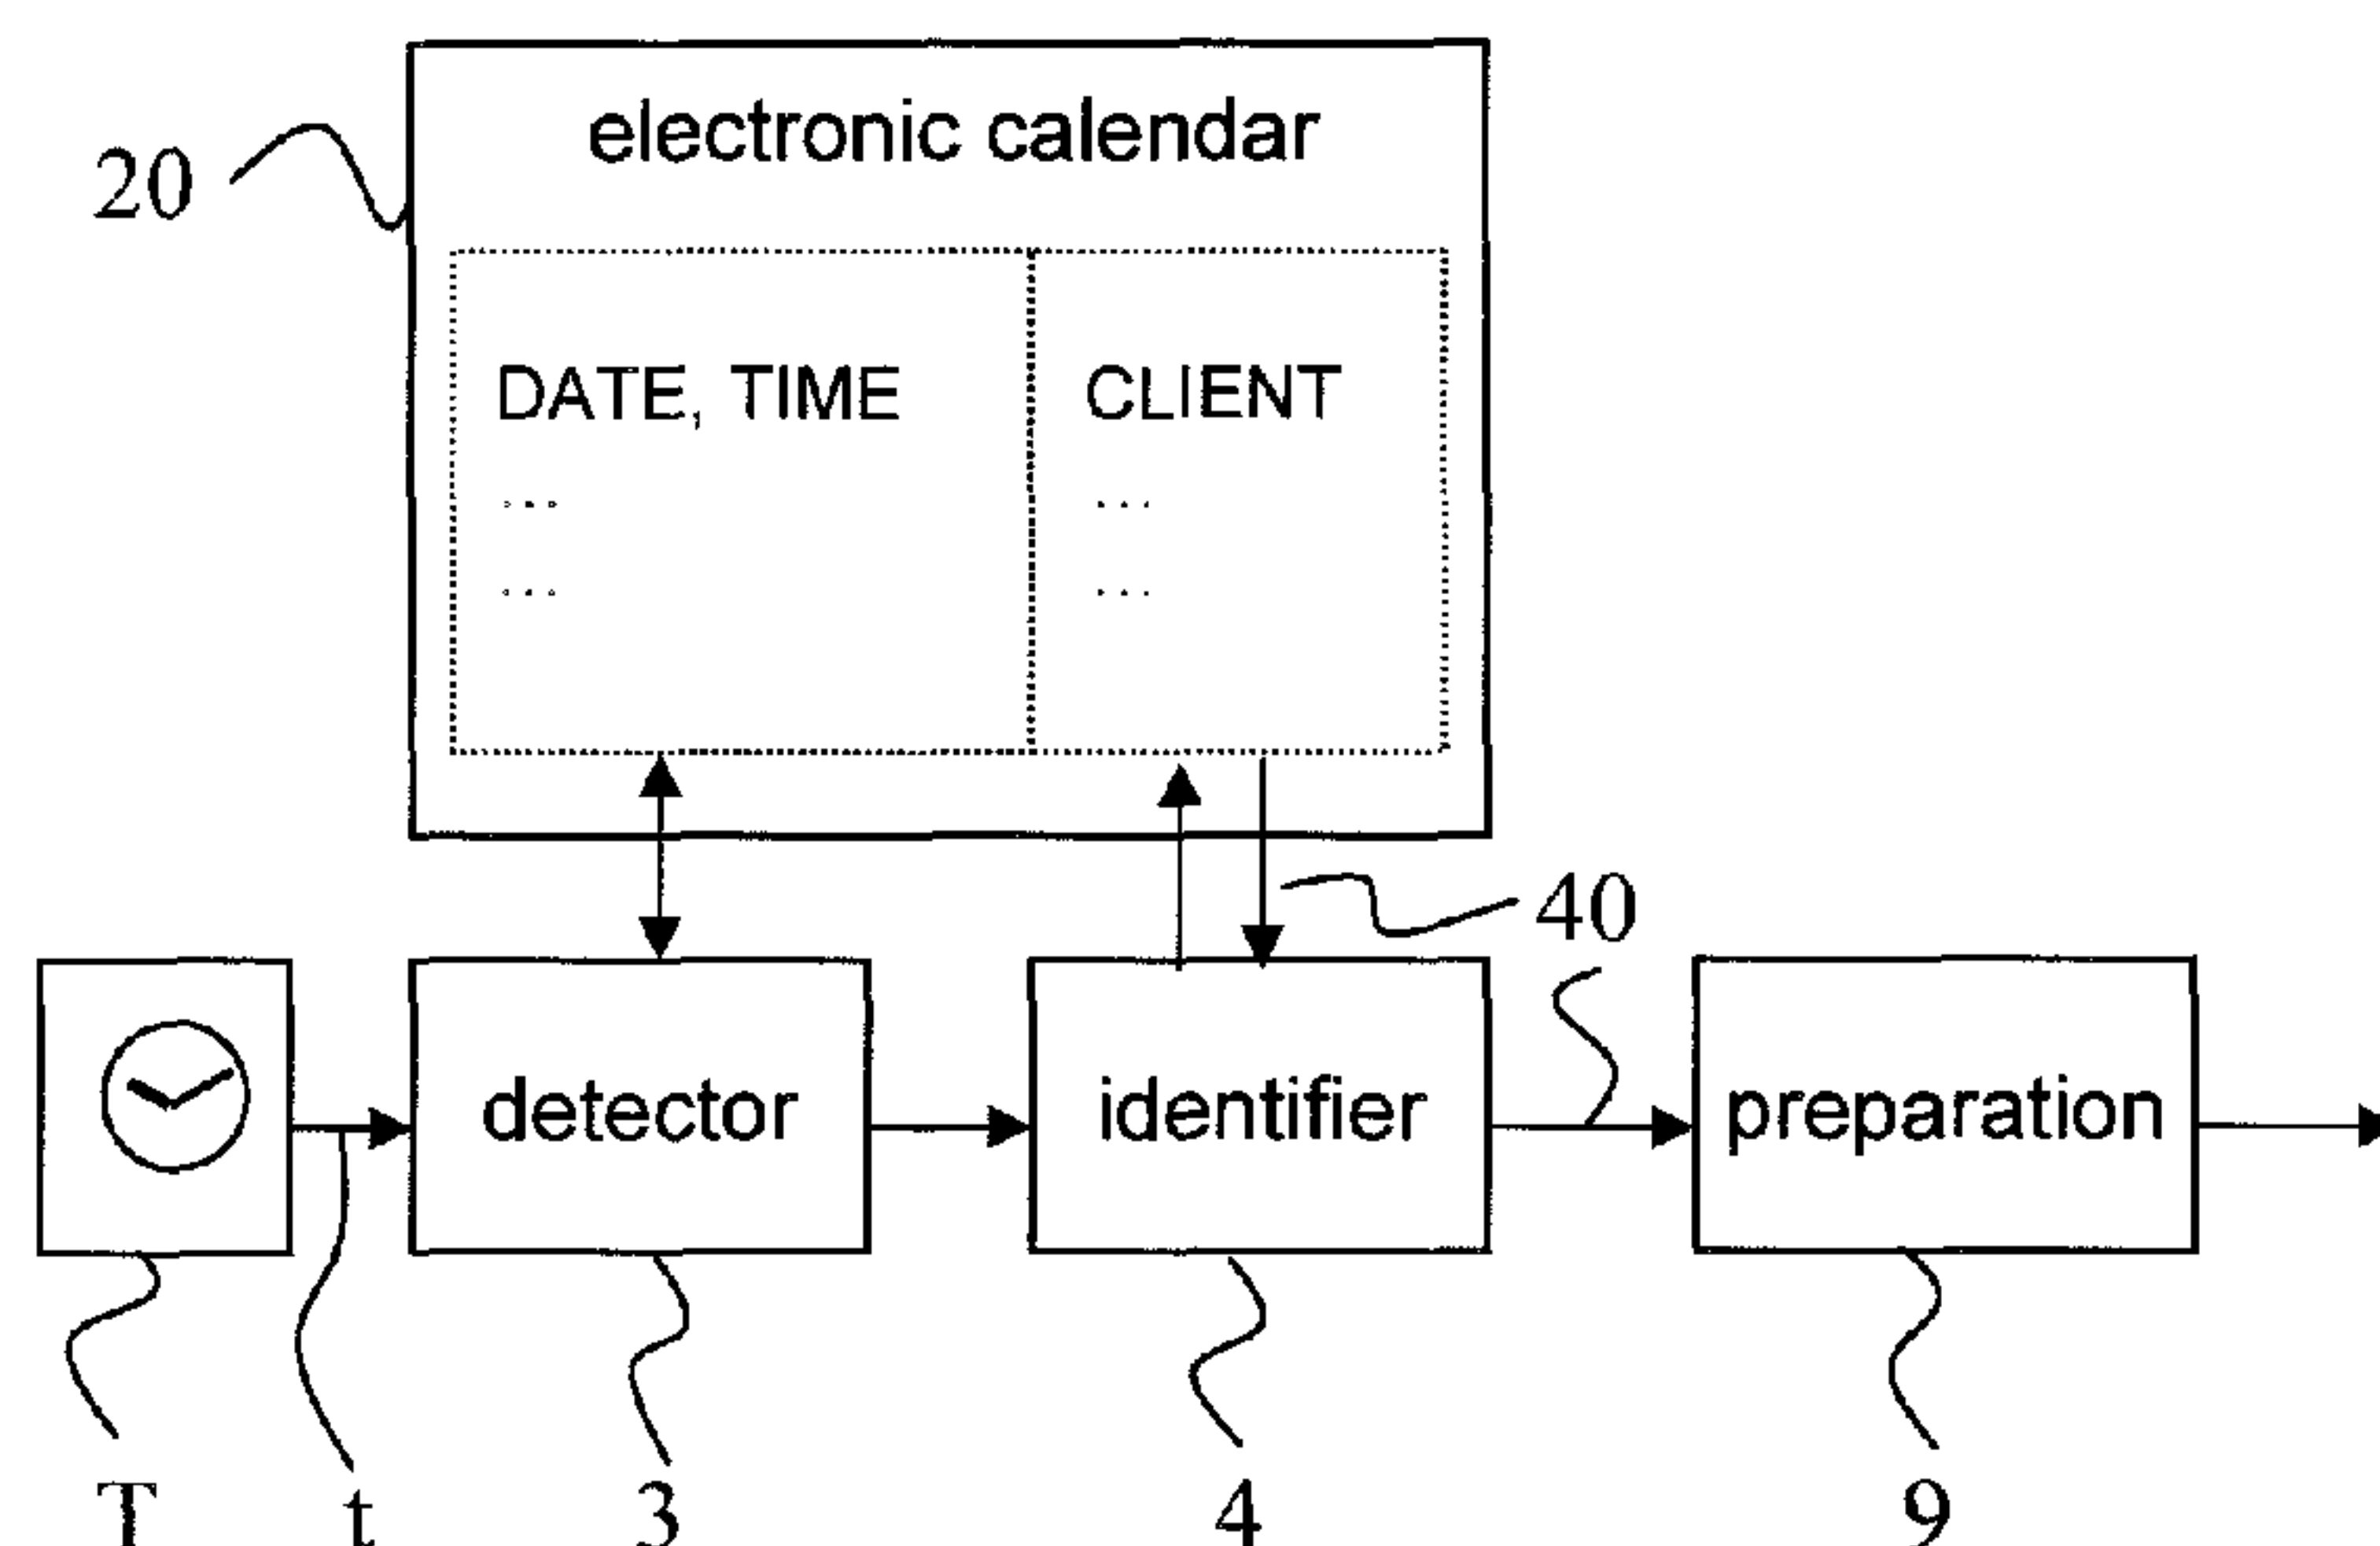 electronic calendar
20
DATE, TIME CLIENT
... ...
... ...
40
detector identifier preparation
T t 3 4 9